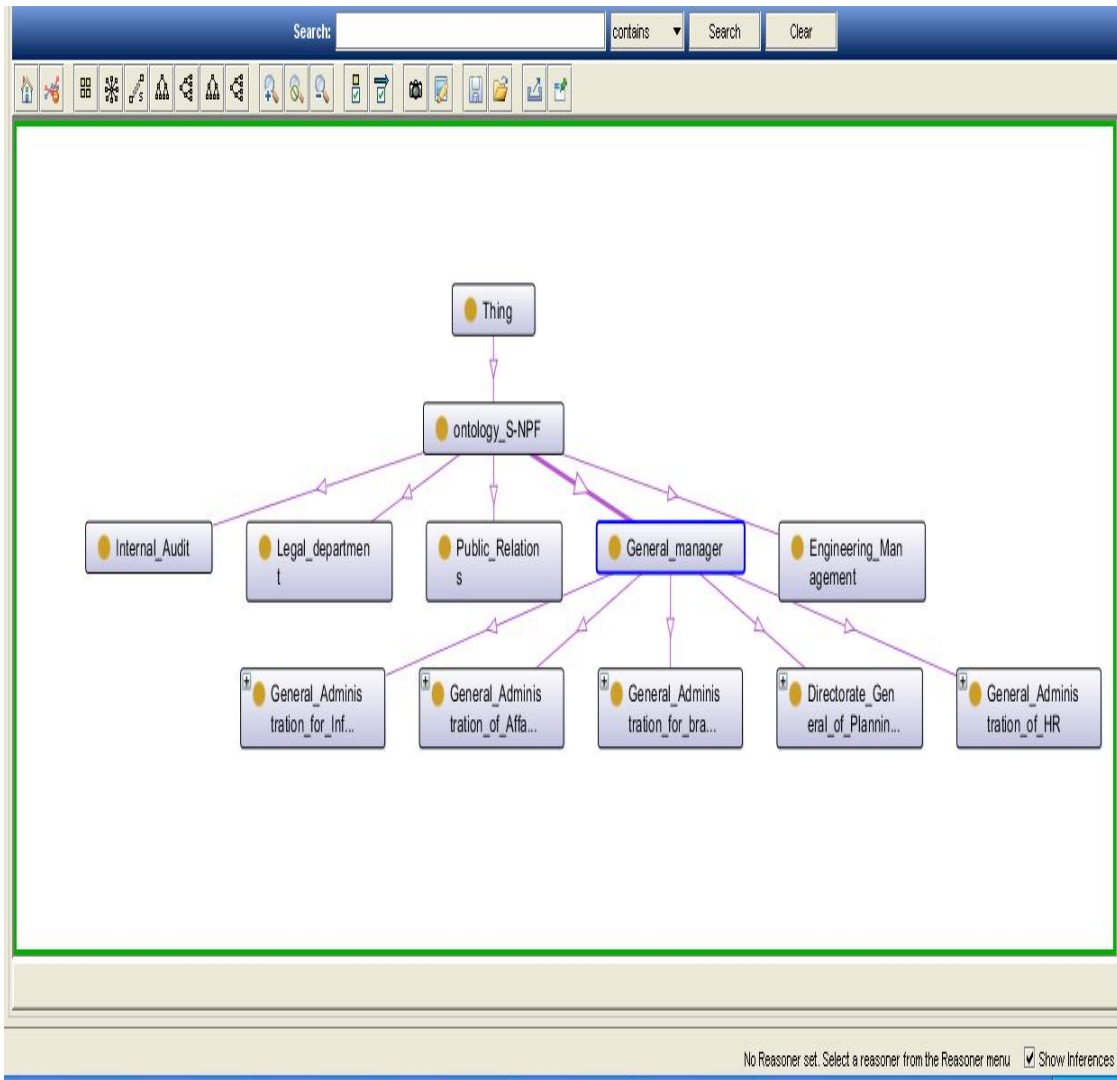 Search: contains Search Clear
Thing
ontology_S-NPF
Internal_Audit
Legal_departmen
t
Public_Relation
s
General_manager
Engineering_Man
agement
General_Adminis
tration_for_Inf...
General_Adminis
tration_of_Affa...
General_Adminis
tration_for_bra...
Directorate_Gen
eral_of_Plannin...
General_Adminis
tration_of_HR
No Reasoner set. Select a reasoner from the Reasoner menu Show Inferences